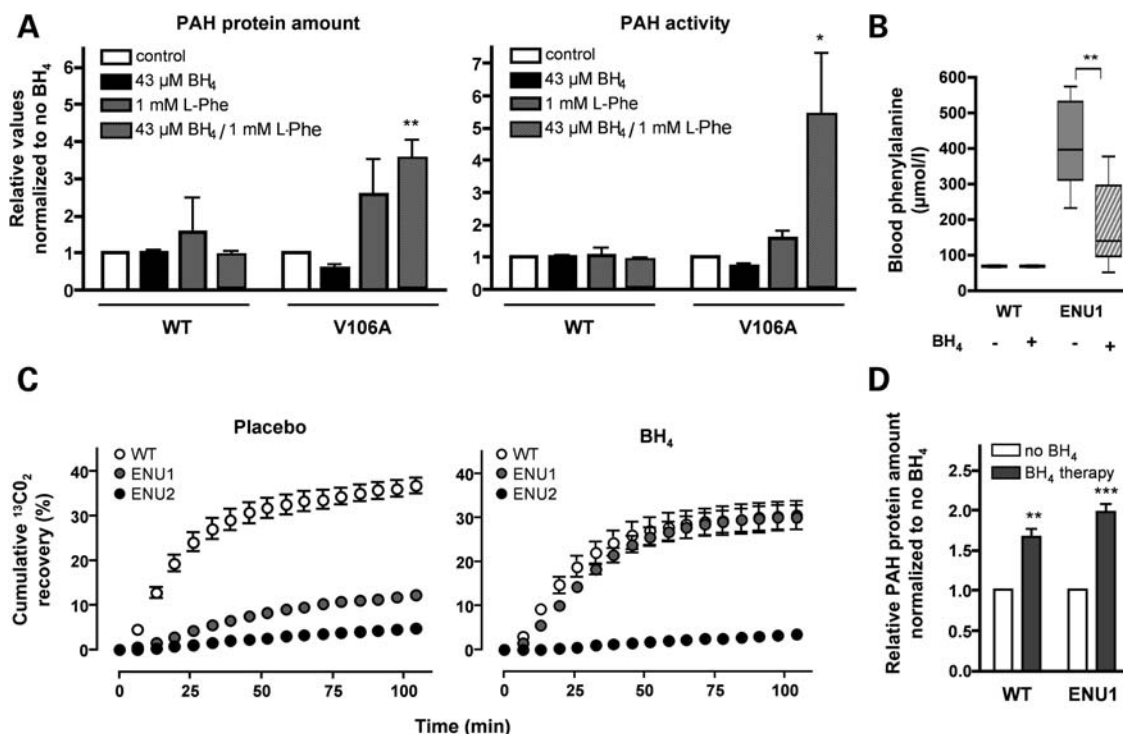 A
PAH protein amount
Relative values
normalized to no BH₄
6
5
4
3
2
1
0
control
43 µM BH₄
1 mM L-Phe
43 µM BH₄ / 1 mM L-Phe
**
WT
V106A
PAH activity
7
6
5
4
3
2
1
0
control
43 µM BH₄
1 mM L-Phe
43 µM BH₄ / 1 mM L-Phe
*
WT
V106A
B
Blood phenylalanine
(µmol/l)
600
500
400
300
200
100
0
**
WT
ENU1
BH₄
- + - +
C
Placebo
Cumulative ¹³C0₂
recovery (%)
40
30
20
10
0
WT
ENU1
ENU2
0 25 50 75 100
BH₄
40
30
20
10
0
WT
ENU1
ENU2
0 25 50 75 100
Time (min)
D
Relative PAH protein amount
normalized to no BH₄
2.5
2.0
1.5
1.0
0.5
0.0
no BH₄
BH₄ therapy
**
***
WT
ENU1